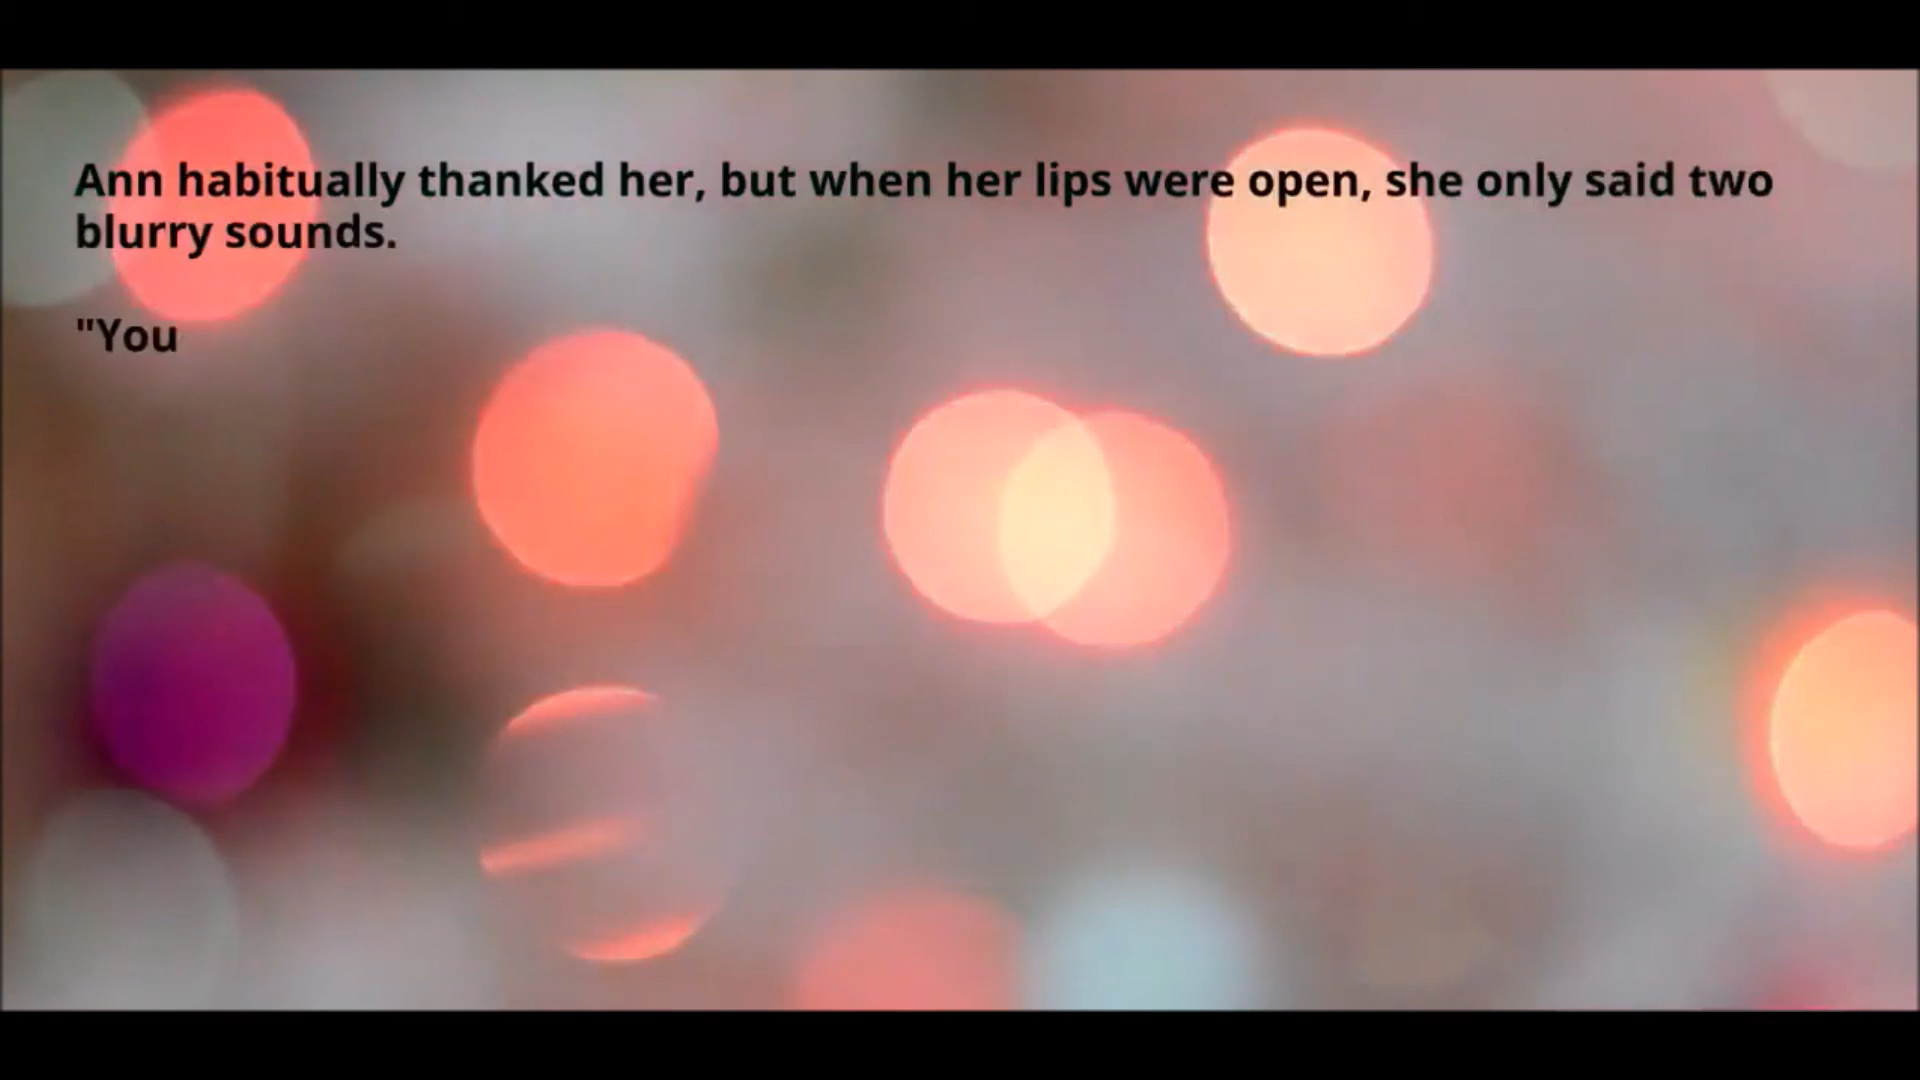 Ann habitually thanked her, but when her lips were open, she only said two
blurry sounds.
"You